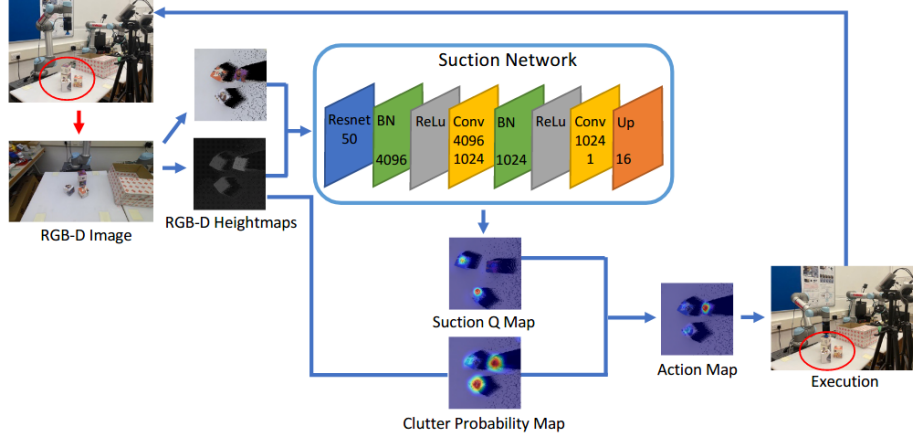 Suction Network
Resnet
50
BN
4096
ReLu
Conv
4096
1024
BN
1024
ReLu
Conv
1024
1
Up
16
RGB-D Image
RGB-D Heightmaps
Suction Q Map
Clutter Probability Map
Action Map
Execution